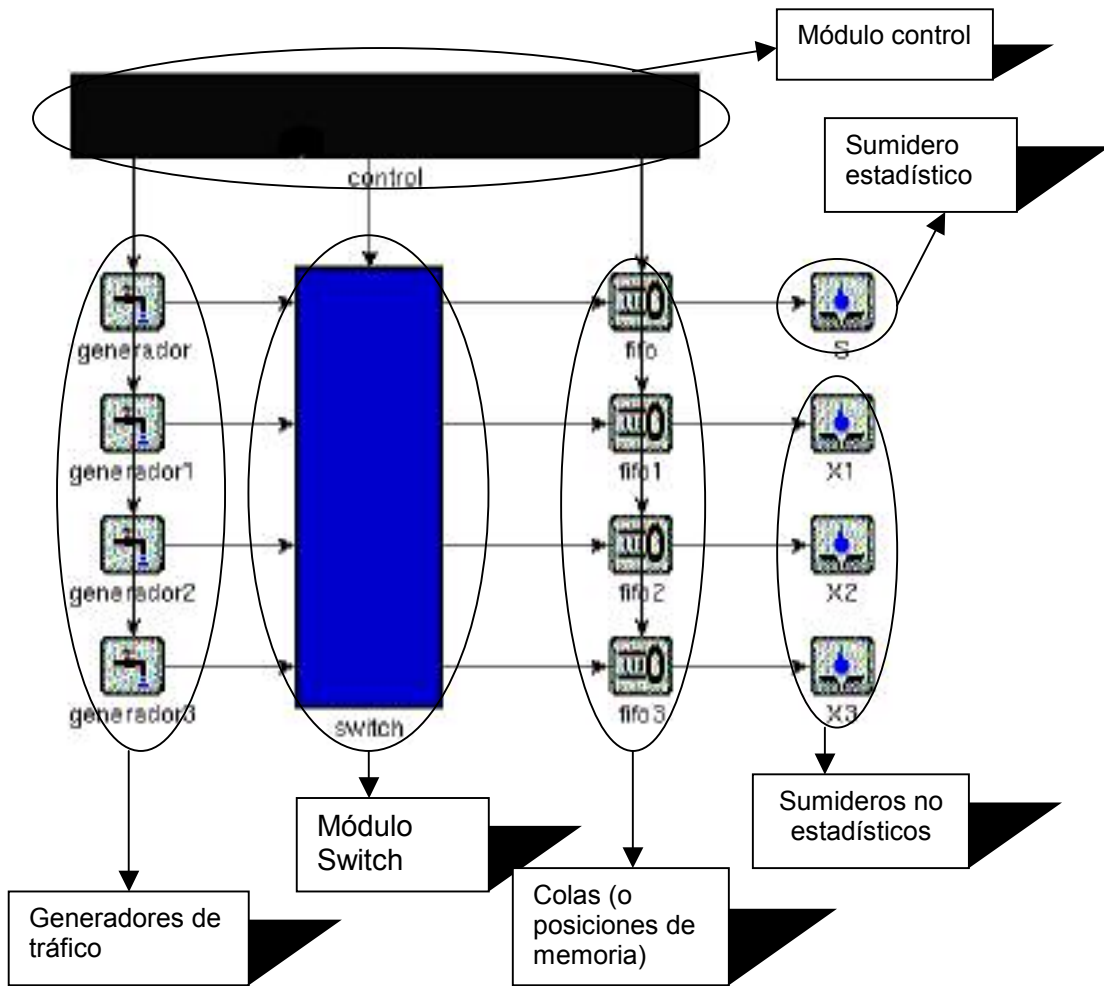 Módulo control
control
Sumidero
estadístico
generador
fifo
S
generador1
fifo1
X1
generador2
fifo2
X2
generador3
switch
fifo3
X3
Generadores de
tráfico
Módulo
Switch
Colas (o
posiciones de
memoria)
Sumideros no
estadísticos